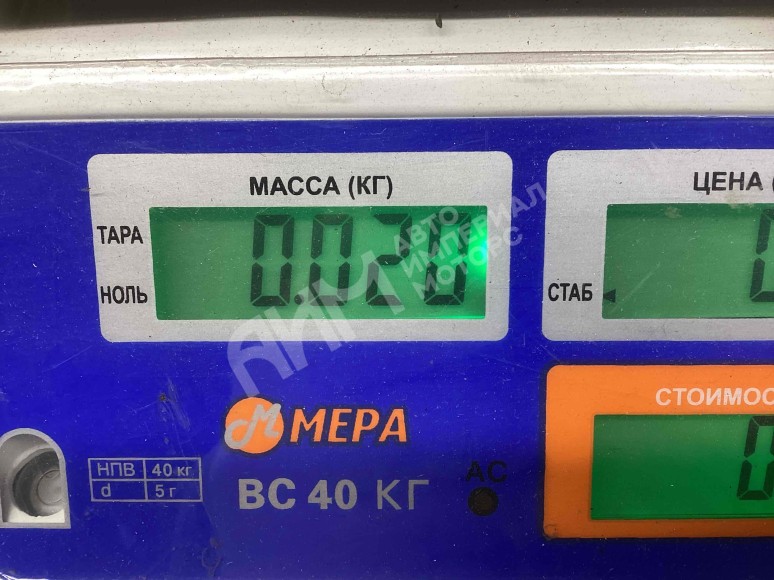 МАССА (КГ)
ЦЕНА (
ТАРА
0.020
НОЛЬ
СТАБ
АИМ
АВТО
ИМПЕРИАЛ
МОТОРС
СТОИМОС
М МЕРА
НПВ 40 кг
d 5 г
ВС 40 КГ
АС